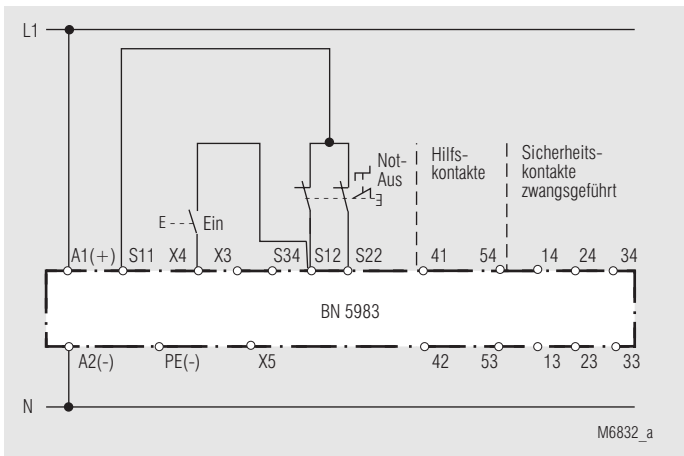 L1
Not-
Aus
Hilfs-
kontakte
Sicherheits-
kontakte
zwangsgeführt
E
Ein
A1(+) S11 X4 X3 S34 S12 S22 41 54 14 24 34
BN 5983
A2(-) PE(-) X5 42 53 13 23 33
N
M6832_a